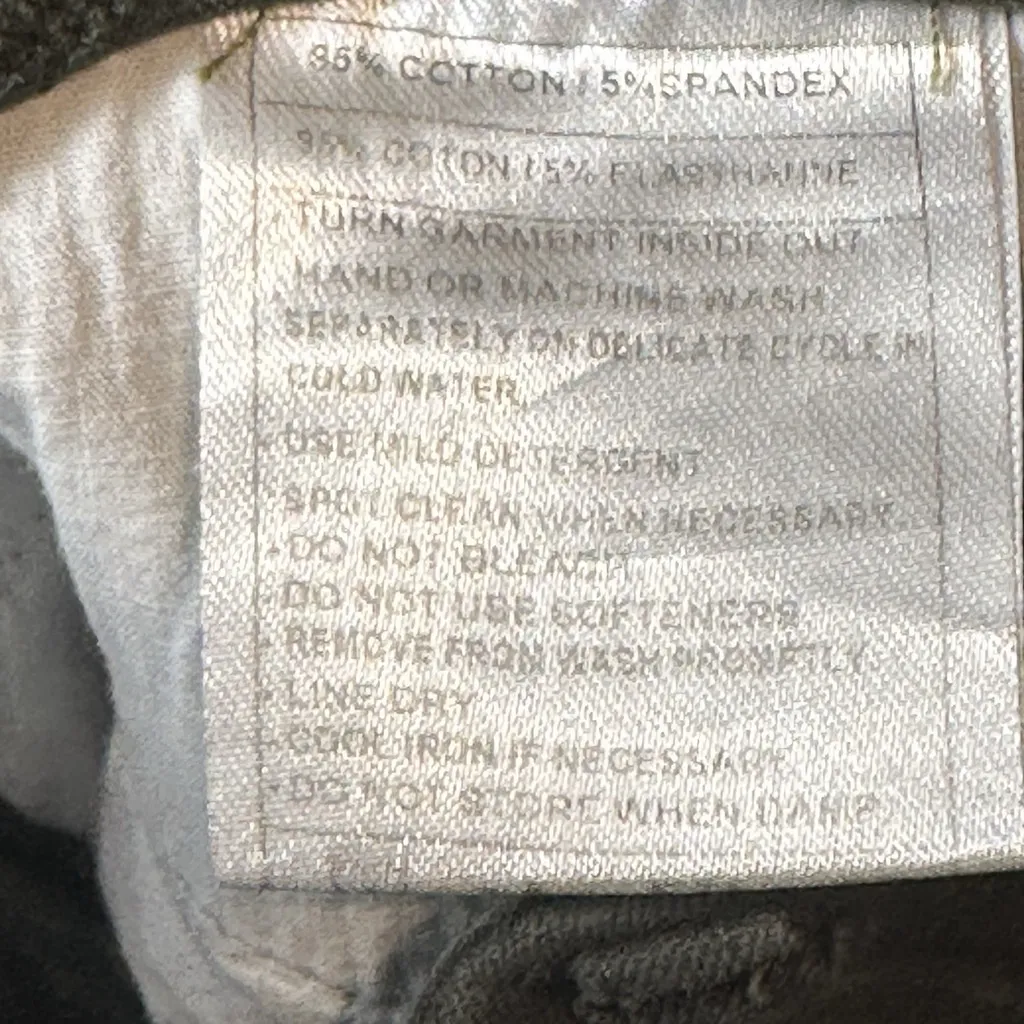 95% COTTON / 5% SPANDEX
95% COTON / 5% ELASTHANNE
- TURN GARMENT INSIDE OUT
- HAND OR MACHINE WASH
SEPARATELY ON DELICATE CYCLE IN
COLD WATER.
- USE MILD DETERGENT
- SPOT CLEAN WHEN NECESSARY
- DO NOT BLEACH
- DO NOT USE SOFTENERS
- REMOVE FROM WASH PROMPTLY
- LINE DRY
- COOL IRON IF NECESSARY
- DO NOT STORE WHEN DAMP